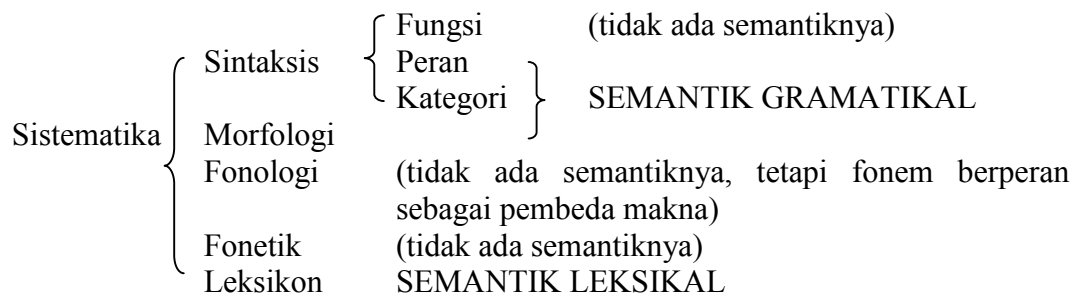 Fungsi (tidak ada semantiknya)
Sintaksis Peran
Kategori SEMANTIK GRAMATIKAL
Sistematika Morfologi
Fonologi (tidak ada semantiknya, tetapi fonem berperan
sebagai pembeda makna)
Fonetik (tidak ada semantiknya)
Leksikon SEMANTIK LEKSIKAL